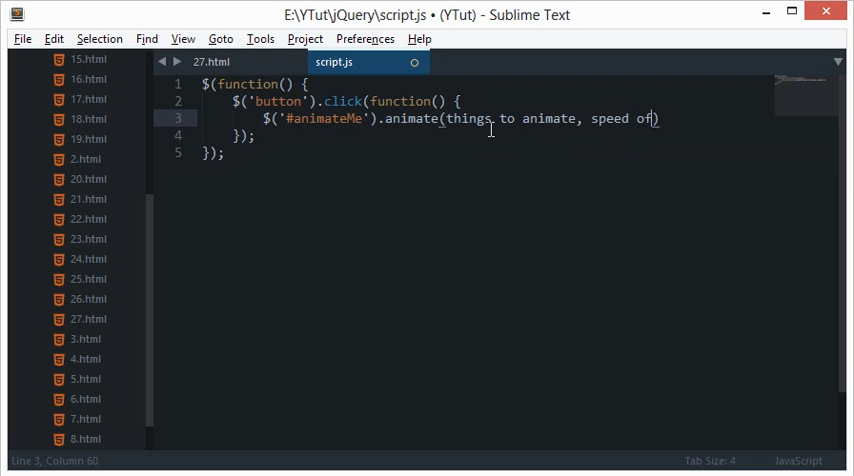 E:\YTut\jQuery\script.js • (YTut) - Sublime Text
File Edit Selection Find View Goto Tools Project Preferences Help
15.html
16.html
17.html
18.html
19.html
2.html
20.html
21.html
22.html
23.html
24.html
25.html
26.html
27.html
3.html
4.html
5.html
6.html
7.html
8.html
27.html script.js
1 $(function() {
2 $('button').click(function() {
3 $('#animateMe').animate(things to animate, speed of)
4 });
5 });
Line 3, Column 60 Tab Size: 4 JavaScript